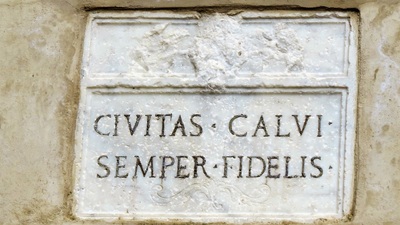 CIVITAS · CALVI ·
SEMPER · FIDELIS ·